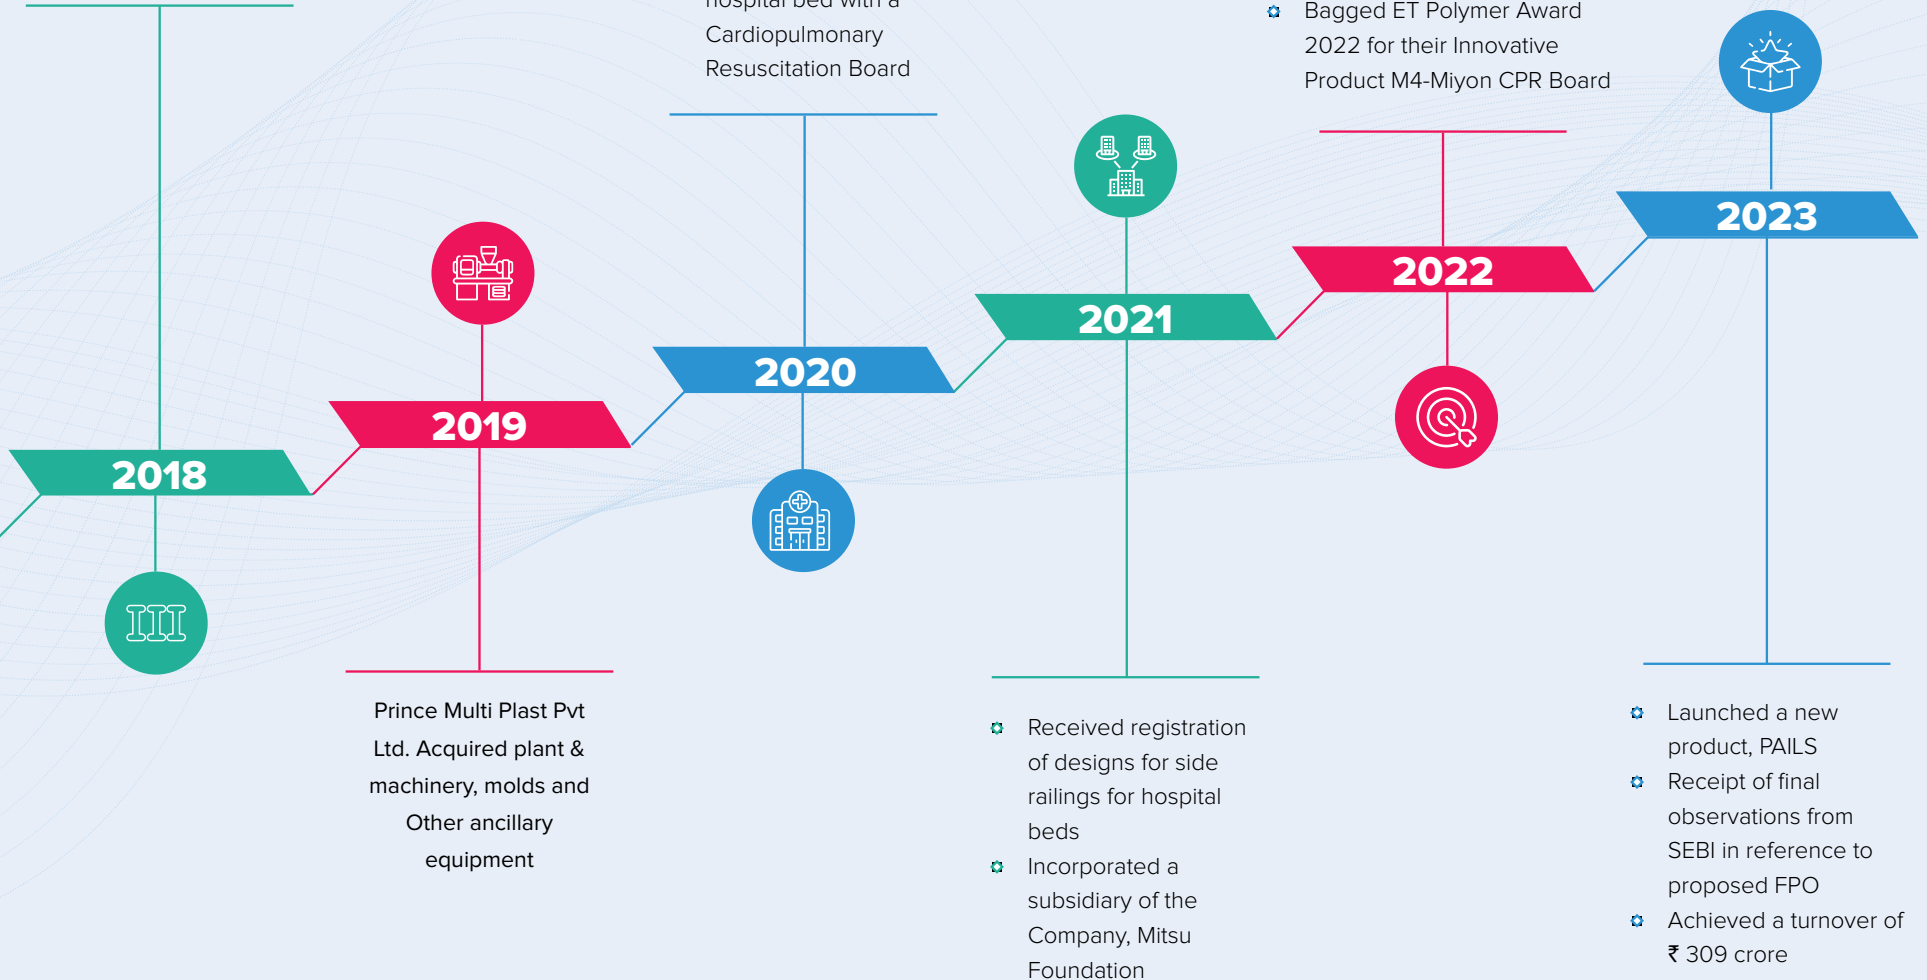 hospital bed with a
Cardiopulmonary
Resuscitation Board
Bagged ET Polymer Award
2022 for their Innovative
Product M4-Miyon CPR Board
2018
2019
2020
2021
2022
2023
Prince Multi Plast Pvt
Ltd. Acquired plant &
machinery, molds and
Other ancillary
equipment
Received registration
of designs for side
railings for hospital
beds
Incorporated a
subsidiary of the
Company, Mitsu
Foundation
Launched a new
product, PAILS
Receipt of final
observations from
SEBI in reference to
proposed FPO
Achieved a turnover of
₹ 309 crore